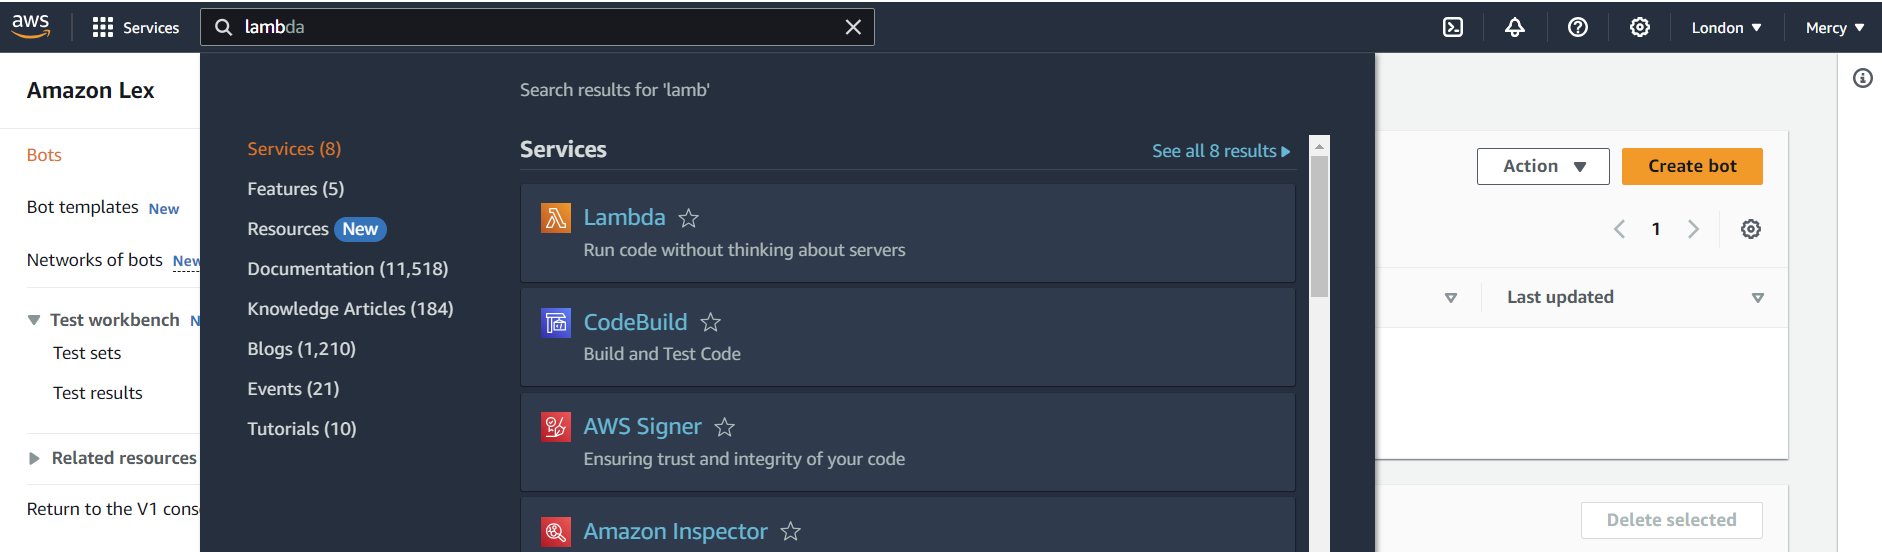 aws
Services
lambda
London
Mercy
Amazon Lex
Bots
Bot templates New
Networks of bots New
Test workbench N
Test sets
Test results
Related resources
Return to the V1 cons
Search results for 'lamb'
Services (8)
Features (5)
Resources New
Documentation (11,518)
Knowledge Articles (184)
Blogs (1,210)
Events (21)
Tutorials (10)
Services
See all 8 results
Lambda
Run code without thinking about servers
CodeBuild
Build and Test Code
AWS Signer
Ensuring trust and integrity of your code
Amazon Inspector
Action
Create bot
1
Last updated
Delete selected